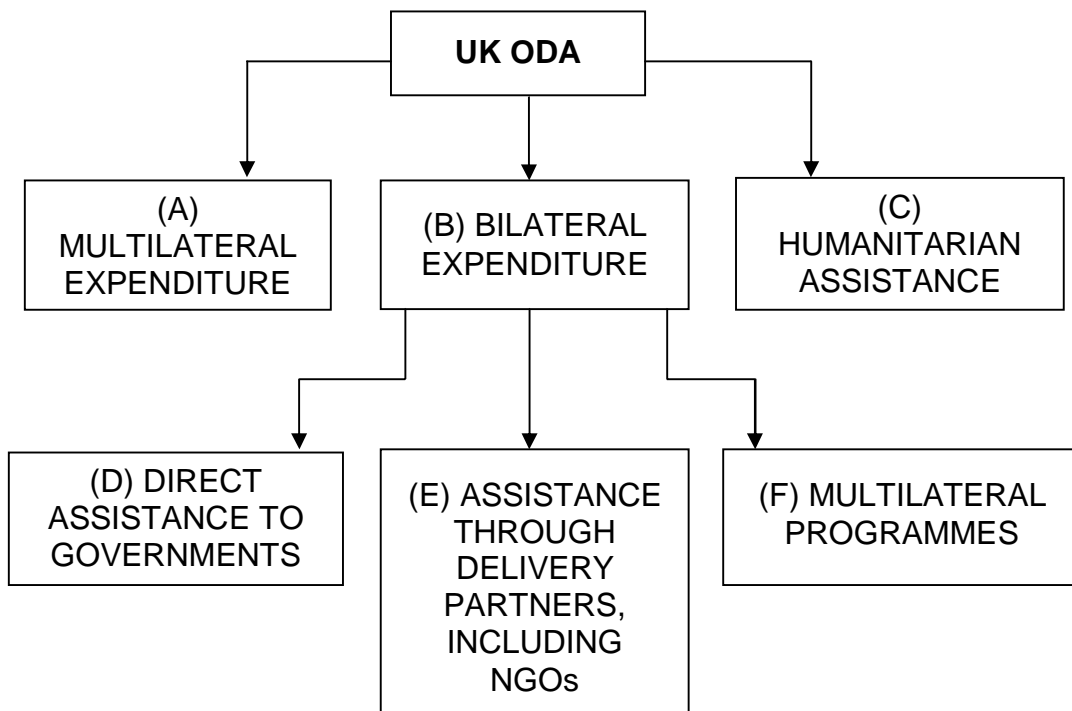 UK ODA
(A)
MULTILATERAL
EXPENDITURE
(B) BILATERAL
EXPENDITURE
(C)
HUMANITARIAN
ASSISTANCE
(D) DIRECT
ASSISTANCE TO
GOVERNMENTS
(E) ASSISTANCE
THROUGH
DELIVERY
PARTNERS,
INCLUDING
NGOs
(F) MULTILATERAL
PROGRAMMES